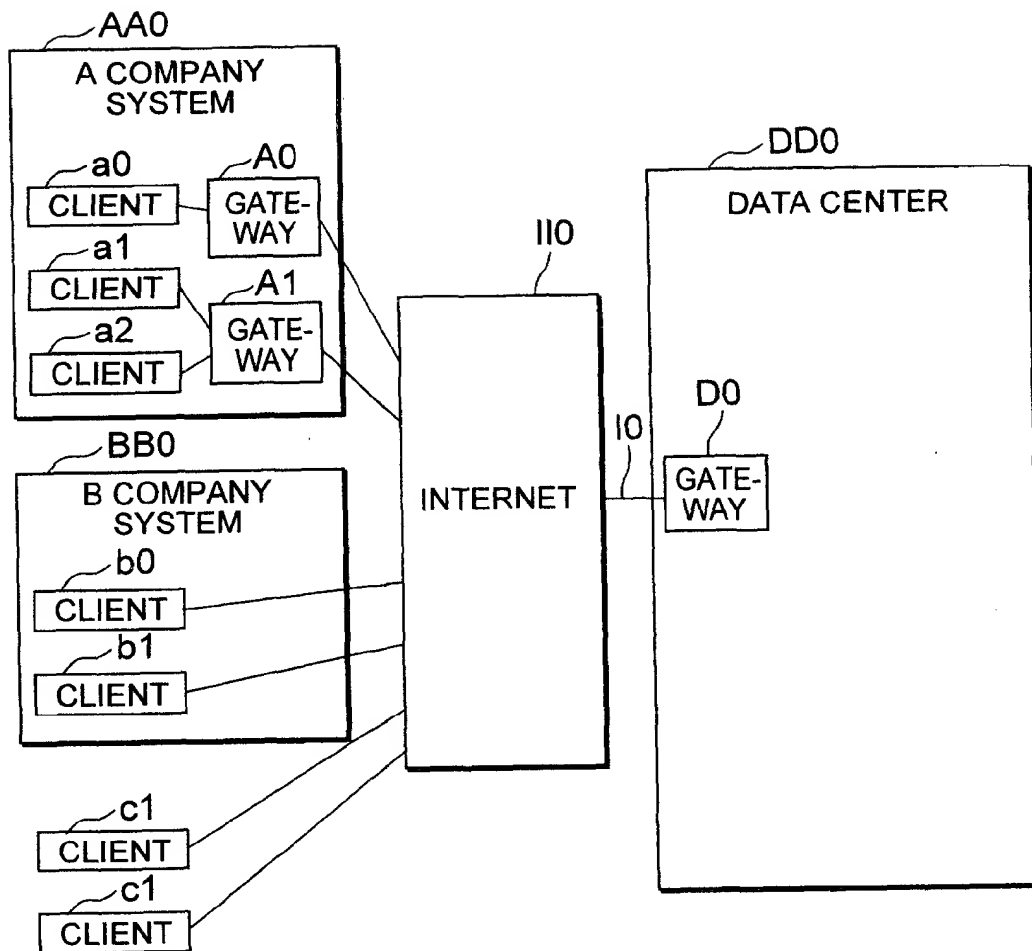 AA0
A COMPANY
SYSTEM
a0
CLIENT
A0
GATE-
WAY
a1
CLIENT
A1
GATE-
WAY
a2
CLIENT
BB0
B COMPANY
SYSTEM
b0
CLIENT
b1
CLIENT
c1
CLIENT
c1
CLIENT
II0
INTERNET
I0
DD0
DATA CENTER
D0
GATE-
WAY